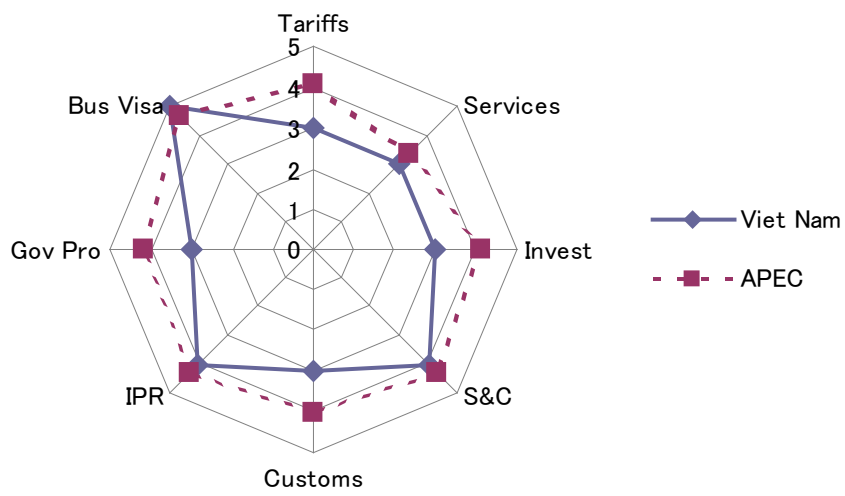 Tariffs
5
4
3
2
1
0
Bus Visa
Services
Gov Pro
Invest
IPR
S&C
Customs
Viet Nam
APEC